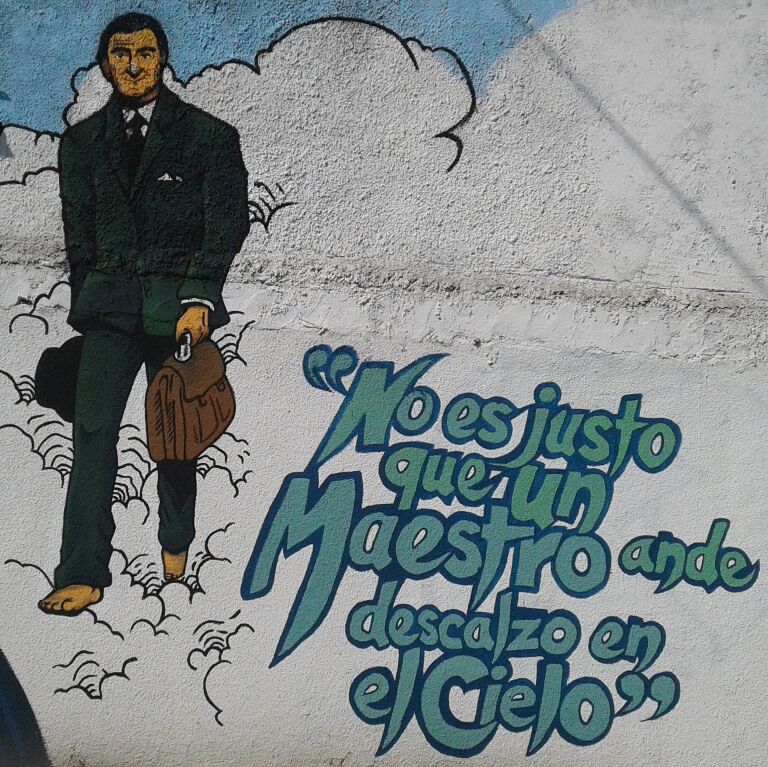 “No es justo
que un
Maestro ande
descalzo en
el Cielo”